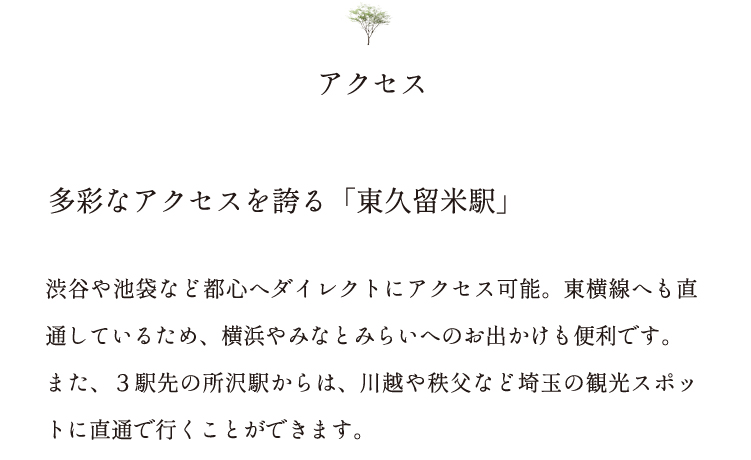 アクセス
多彩なアクセスを誇る「東久留米駅」
渋谷や池袋など都心へダイレクトにアクセス可能。東横線へも直
通しているため、横浜やみなとみらいへのお出かけも便利です。
また、３駅先の所沢駅からは、川越や秩父など埼玉の観光スポッ
トに直通で行くことができます。